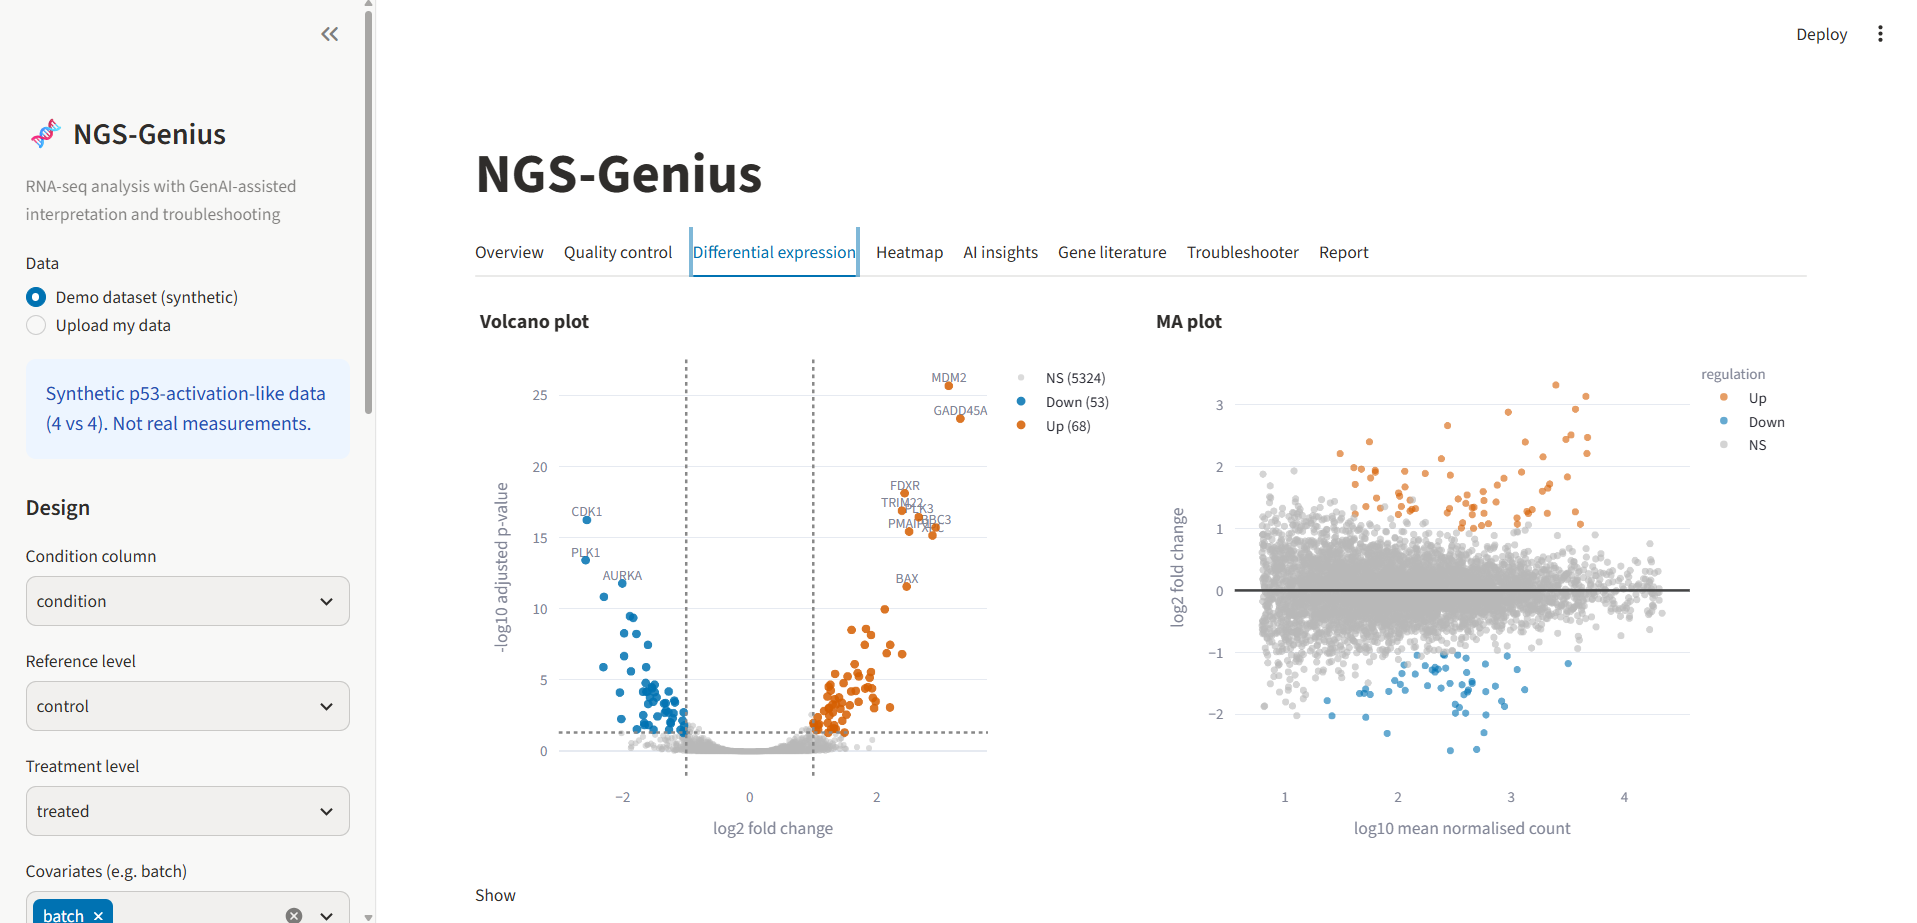 Deploy
NGS-Genius
RNA-seq analysis with GenAI-assisted
interpretation and troubleshooting
Data
Demo dataset (synthetic)
Upload my data
Synthetic p53-activation-like data
(4 vs 4). Not real measurements.
Design
Condition column
condition
Reference level
control
Treatment level
treated
Covariates (e.g. batch)
batch ×
NGS-Genius
Overview Quality control Differential expression Heatmap AI insights Gene literature Troubleshooter Report
Volcano plot
-log10 adjusted p-value
25
20
15
10
5
0
−2 0 2
log2 fold change
MDM2
GADD45A
FDXR
TRIM22
PLK3
BBC3
BAX
CDK1
PLK1
AURKA
NS (5324)
Down (53)
Up (68)
MA plot
log2 fold change
3
2
1
0
−1
−2
1 2 3 4
log10 mean normalised count
regulation
Up
Down
NS
Show